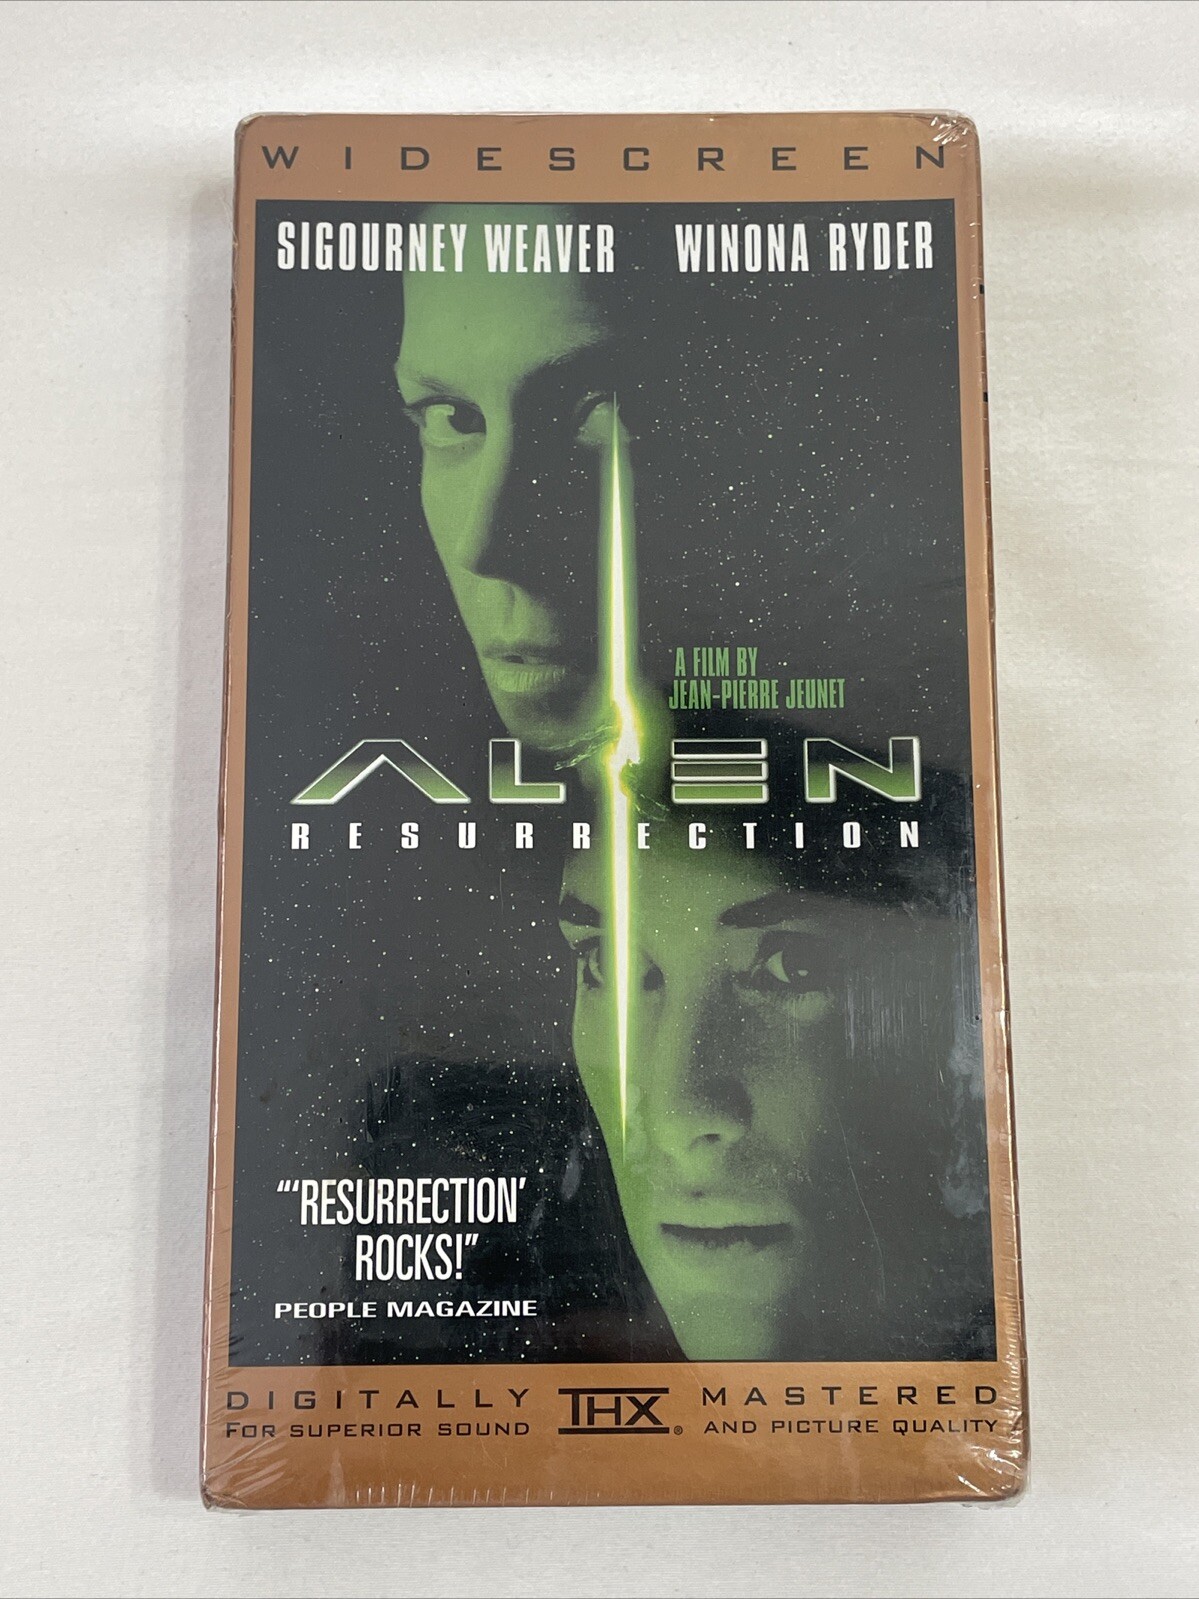 WIDESCREEN
SIGOURNEY WEAVER WINONA RYDER
A FILM BY
JEAN-PIERRE JEUNET
ALIEN
RESURRECTION
"'RESURRECTION'
ROCKS!"
PEOPLE MAGAZINE
DIGITALLY THX® MASTERED
FOR SUPERIOR SOUND AND PICTURE QUALITY